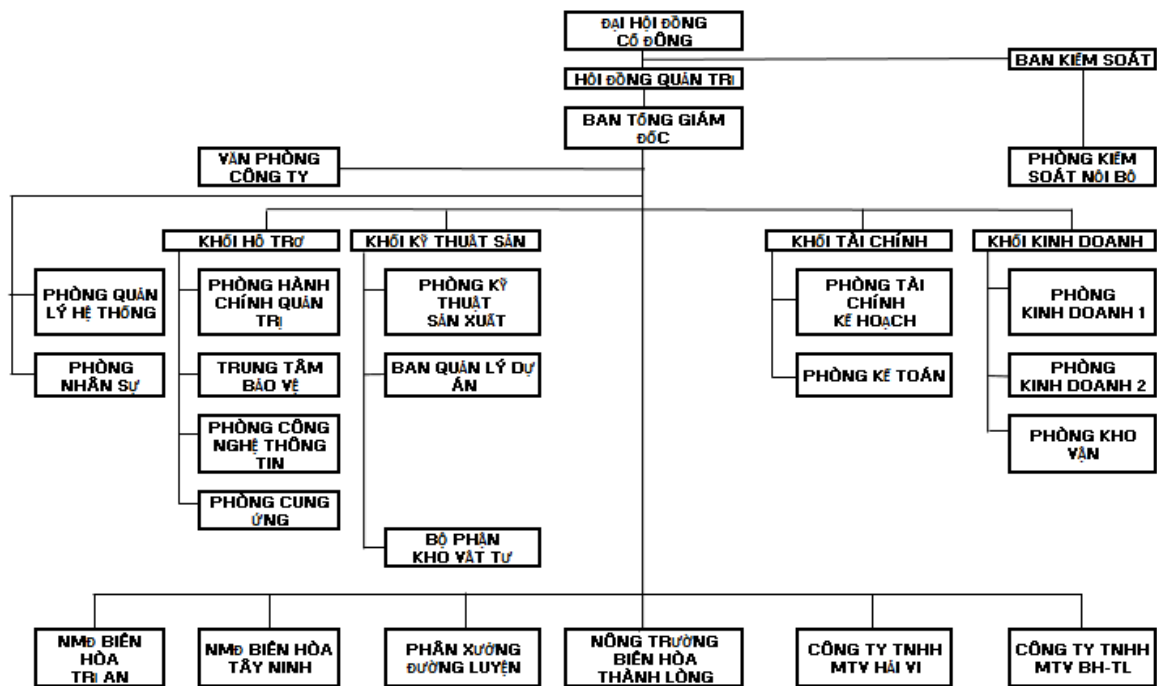 ĐẠI HỘI ĐỒNG
CỔ ĐÔNG
BAN KIỂM SOÁT
HỘI ĐỒNG QUẢN TRỊ
BAN TỔNG GIÁM
ĐỐC
VĂN PHÒNG
CÔNG TY
PHÒNG KIỂM
SOÁT NỘI BỘ
KHỐI HỖ TRỢ
KHỐI KỸ THUẬT SẢN
KHỐI TÀI CHÍNH
KHỐI KINH DOANH
PHÒNG QUẢN
LÝ HỆ THỐNG
PHÒNG HÀNH
CHÍNH QUẢN
TRỊ
PHÒNG KỸ
THUẬT
SẢN XUẤT
PHÒNG TÀI
CHÍNH
KẾ HOẠCH
PHÒNG
KINH DOANH 1
PHÒNG
NHÂN SỰ
TRUNG TÂM
BẢO VỆ
BAN QUẢN LÝ DỰ
ÁN
PHÒNG KẾ TOÁN
PHÒNG
KINH DOANH 2
PHÒNG CÔNG
NGHỆ THÔNG
TIN
PHÒNG KHO
VẬN
PHÒNG CUNG
ỨNG
BỘ PHẬN
KHO VẬT TƯ
NMĐ BIÊN
HÒA
TRỊ AN
NMĐ BIÊN HÒA
TÂY NINH
PHÂN XƯỞNG
ĐƯỜNG LUYỆN
NÔNG TRƯỜNG
BIÊN HÒA
THÀNH LÒNG
CÔNG TY TNHH
MTV HẢI VI
CÔNG TY TNHH
MTV BH-TL